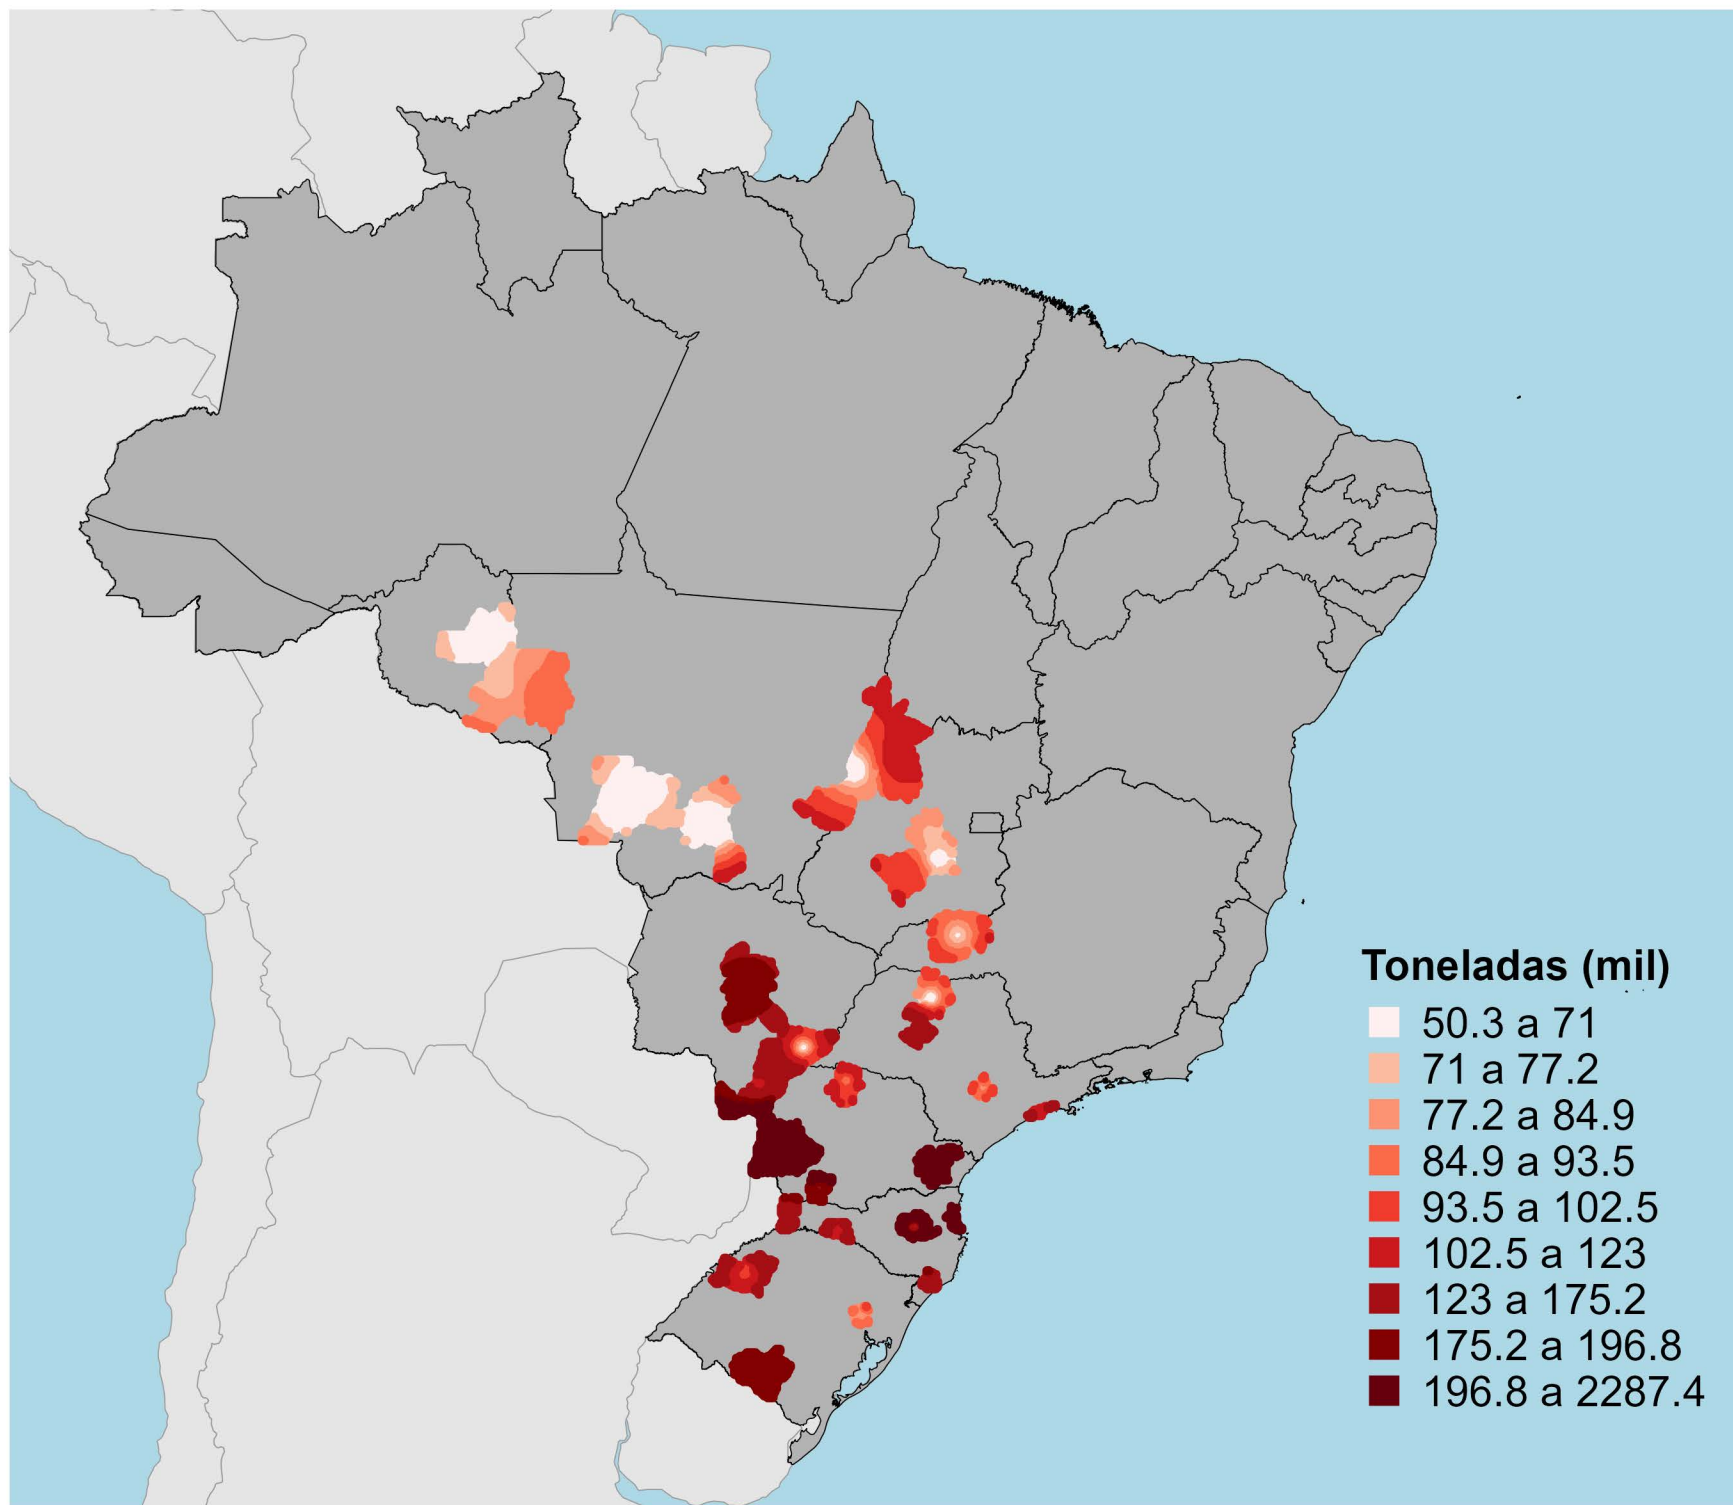 Toneladas (mil)
50.3 a 71
71 a 77.2
77.2 a 84.9
84.9 a 93.5
93.5 a 102.5
102.5 a 123
123 a 175.2
175.2 a 196.8
196.8 a 2287.4